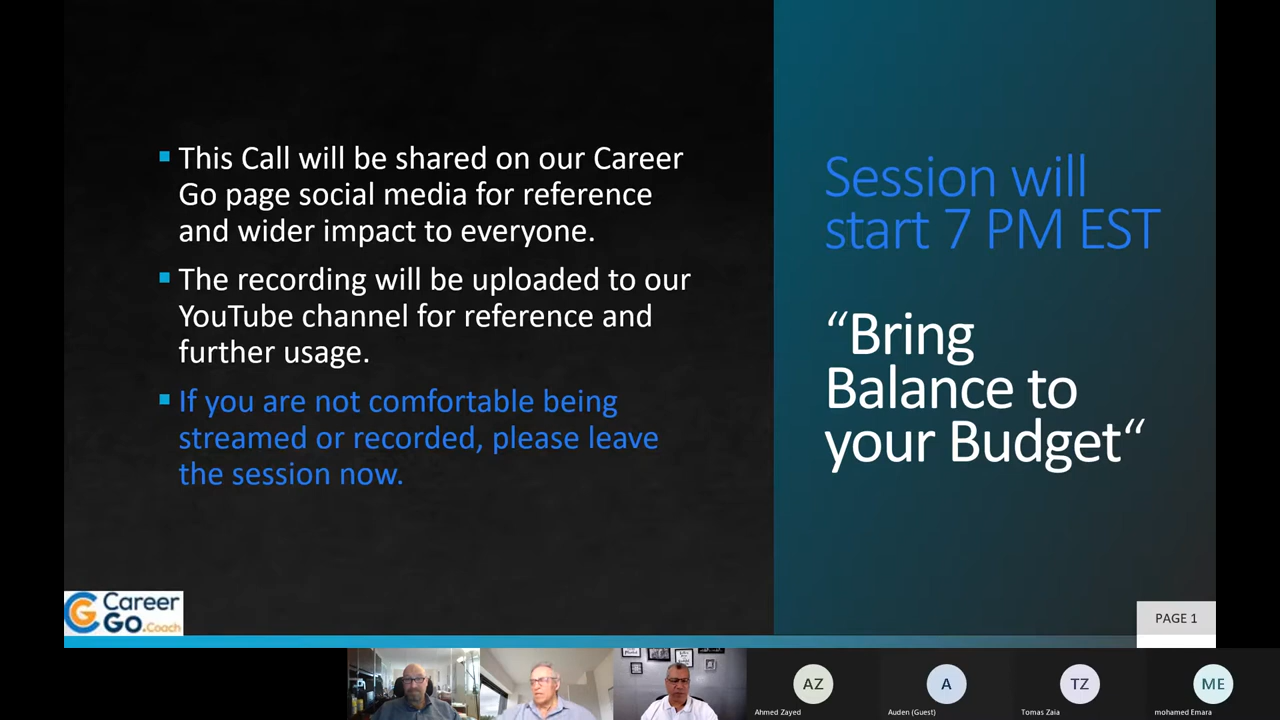 This Call will be shared on our Career
Go page social media for reference
and wider impact to everyone.
The recording will be uploaded to our
YouTube channel for reference and
further usage.
If you are not comfortable being
streamed or recorded, please leave
the session now.
Session will
start 7 PM EST
“Bring
Balance to
your Budget“
Career
Go.Coach
PAGE 1
AZ
Ahmed Zayed
A
Auden (Guest)
TZ
Tomas Zaia
ME
mohamed Emara